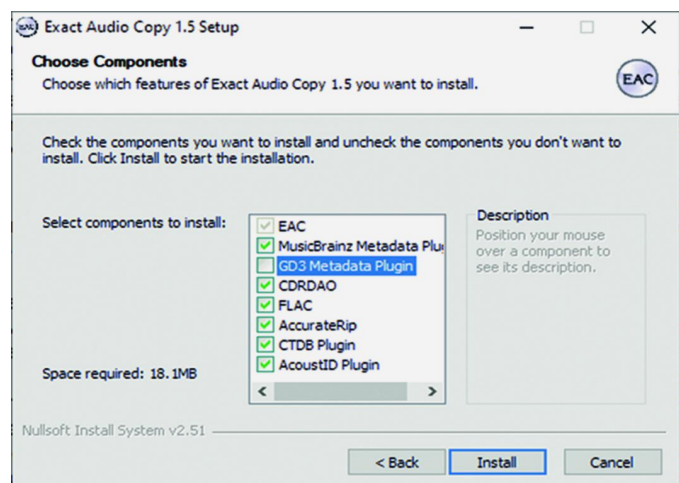 Exact Audio Copy 1.5 Setup
Choose Components
Choose which features of Exact Audio Copy 1.5 you want to install.
EAC
Check the components you want to install and uncheck the components you don't want to
install. Click Install to start the installation.
Select components to install:
EAC
MusicBrainz Metadata Plu
GD3 Metadata Plugin
CDRDAO
FLAC
AccurateRip
CTDB Plugin
AcoustID Plugin
Description
Position your mouse
over a component to
see its description.
Space required: 18.1MB
Nullsoft Install System v2.51
< Back
Install
Cancel